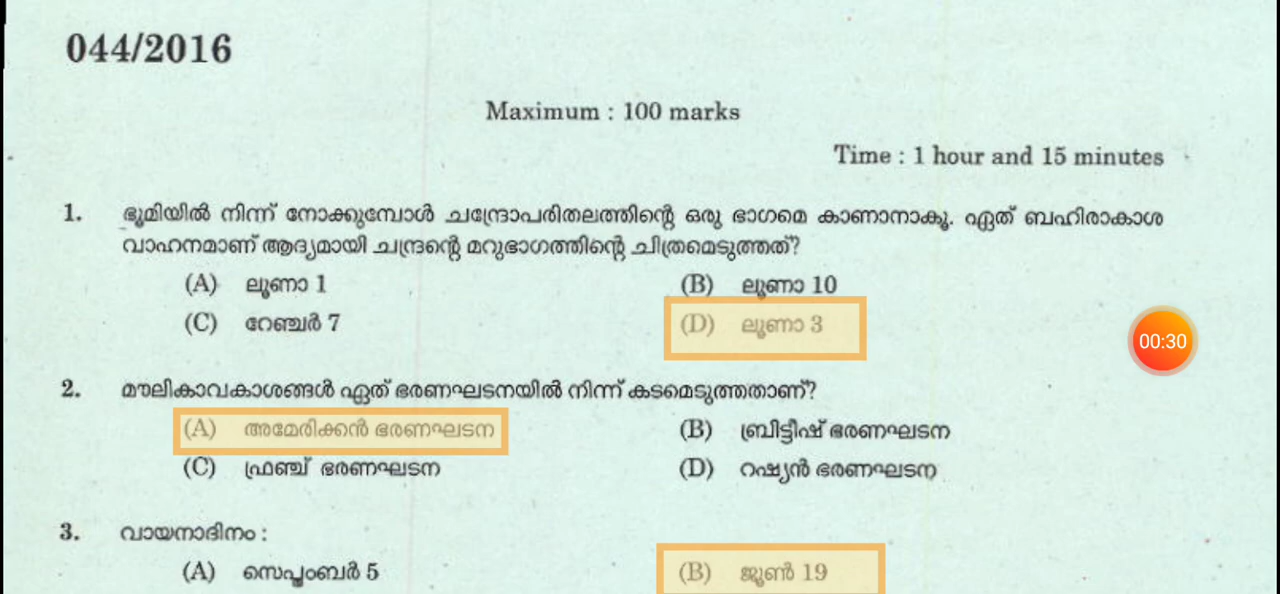 044/2016
Maximum : 100 marks
Time : 1 hour and 15 minutes
1. ഭൂമിയിൽ നിന്ന് നോക്കുമ്പോൾ ചന്ദ്രോപരിതലത്തിന്റെ ഒരു ഭാഗമെ കാണാനാകൂ. ഏത് ബഹിരാകാശ
വാഹനമാണ് ആദ്യമായി ചന്ദ്രന്റെ മറുഭാഗത്തിന്റെ ചിത്രമെടുത്തത്?
(A) ലൂണാ 1 (B) ലൂണാ 10
(C) റേഞ്ചർ 7 (D) ലൂണാ 3
00:30
2. മൗലികാവകാശങ്ങൾ ഏത് ഭരണഘടനയിൽ നിന്ന് കടമെടുത്തതാണ്?
(A) അമേരിക്കൻ ഭരണഘടന (B) ബ്രിട്ടീഷ് ഭരണഘടന
(C) ഫ്രഞ്ച് ഭരണഘടന (D) റഷ്യൻ ഭരണഘടന
3. വായനാദിനം :
(A) സെപ്തംബർ 5 (B) ജൂൺ 19